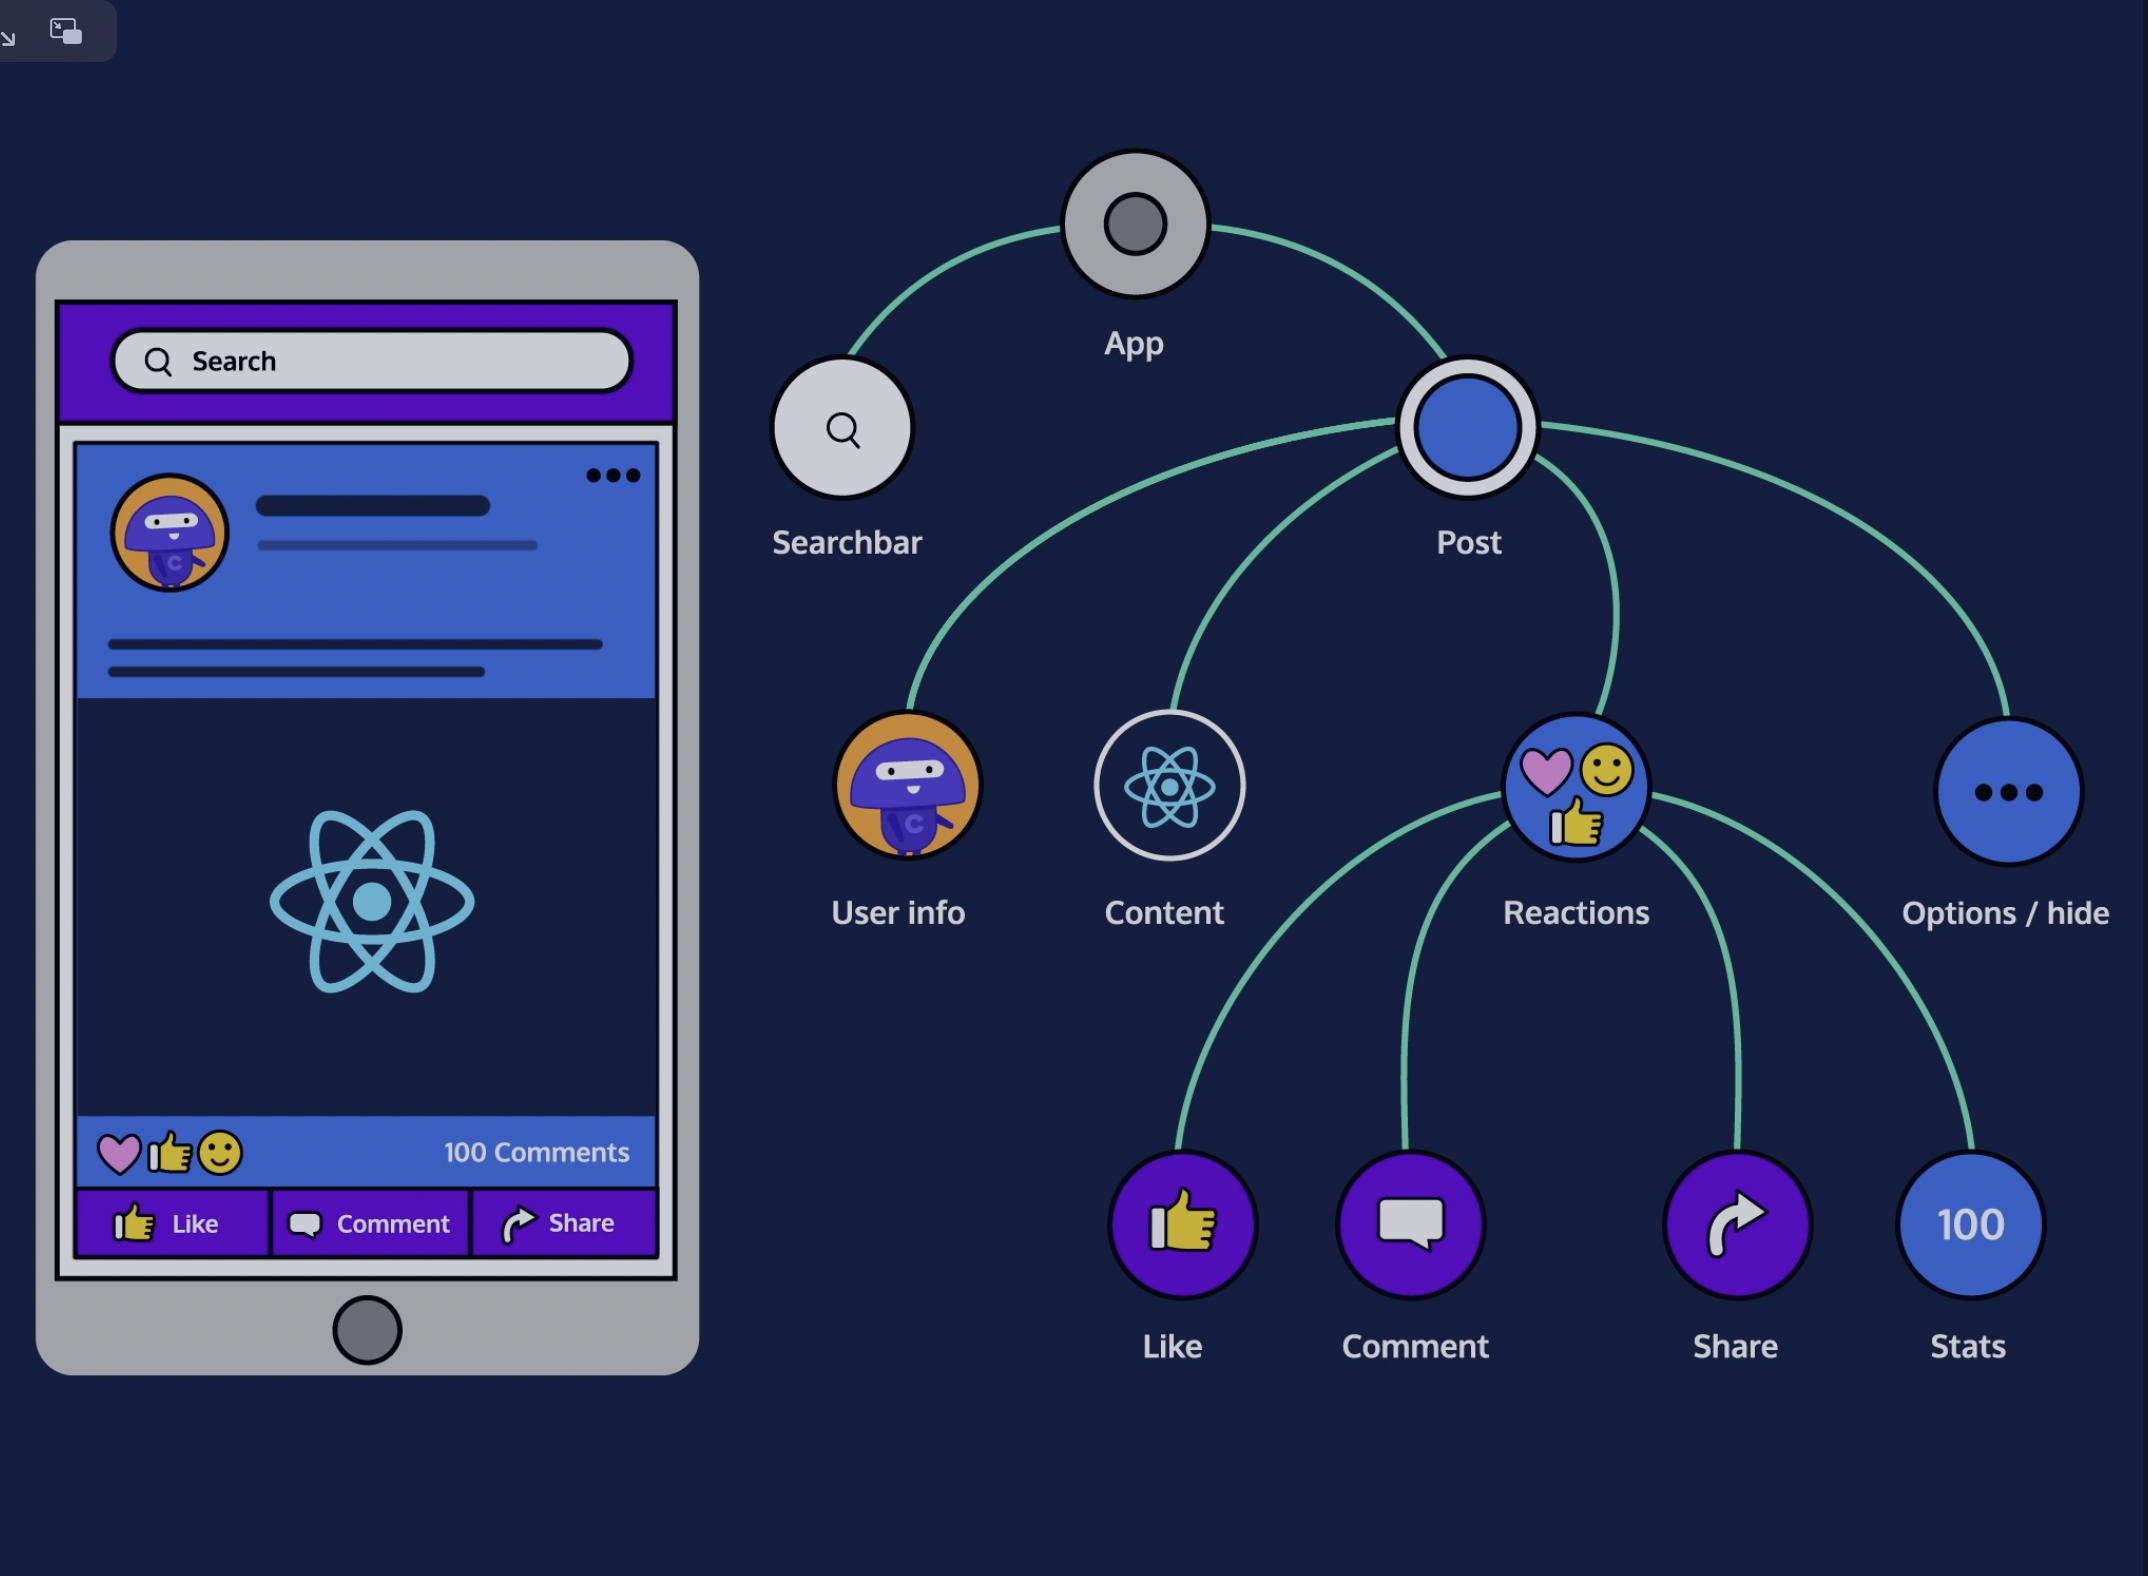 Search
100 Comments
Like
Comment
Share
App
Searchbar
Post
C
User info
Content
Reactions
Options / hide
100
Like
Comment
Share
Stats